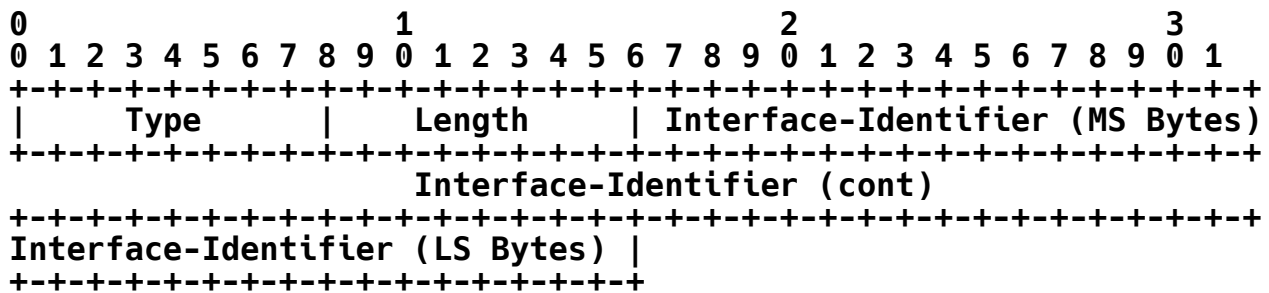 0                   1                   2                   3
0 1 2 3 4 5 6 7 8 9 0 1 2 3 4 5 6 7 8 9 0 1 2 3 4 5 6 7 8 9 0 1
+-+-+-+-+-+-+-+-+-+-+-+-+-+-+-+-+-+-+-+-+-+-+-+-+-+-+-+-+-+-+-+-+
|     Type      |    Length     | Interface-Identifier (MS Bytes)
+-+-+-+-+-+-+-+-+-+-+-+-+-+-+-+-+-+-+-+-+-+-+-+-+-+-+-+-+-+-+-+-+
                     Interface-Identifier (cont)
+-+-+-+-+-+-+-+-+-+-+-+-+-+-+-+-+-+-+-+-+-+-+-+-+-+-+-+-+-+-+-+-+
Interface-Identifier (LS Bytes) |
+-+-+-+-+-+-+-+-+-+-+-+-+-+-+-+-+